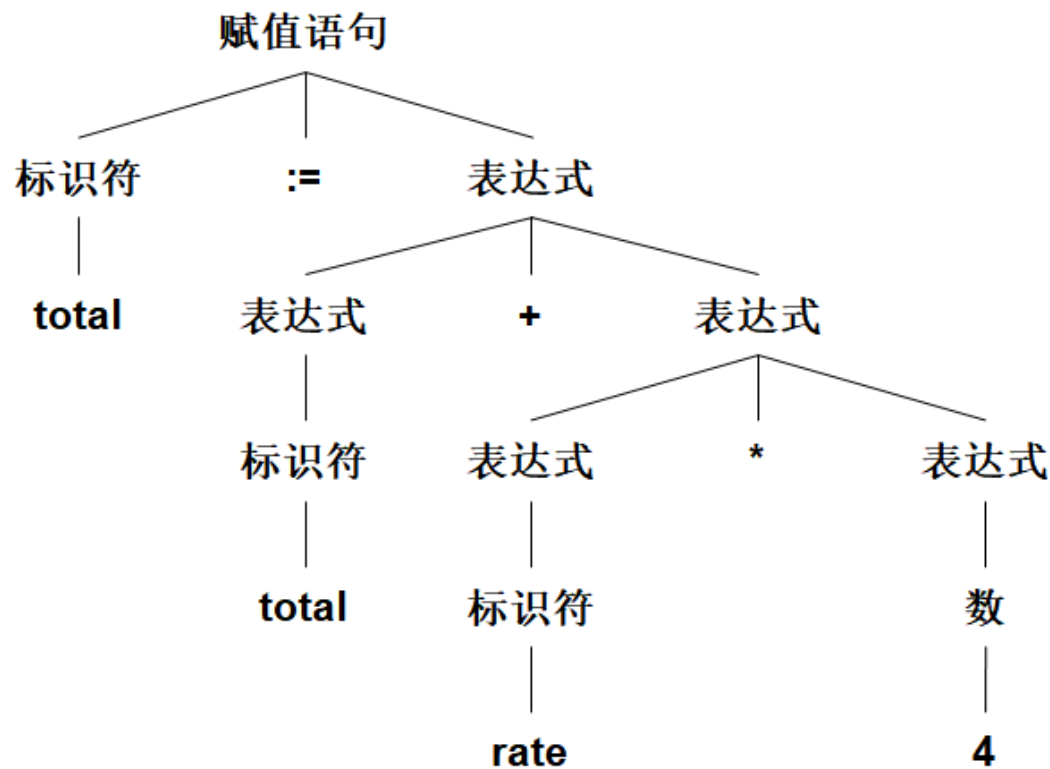 赋值语句
标识符 := 表达式
total 表达式 + 表达式
标识符 表达式 * 表达式
total 标识符 数
rate 4